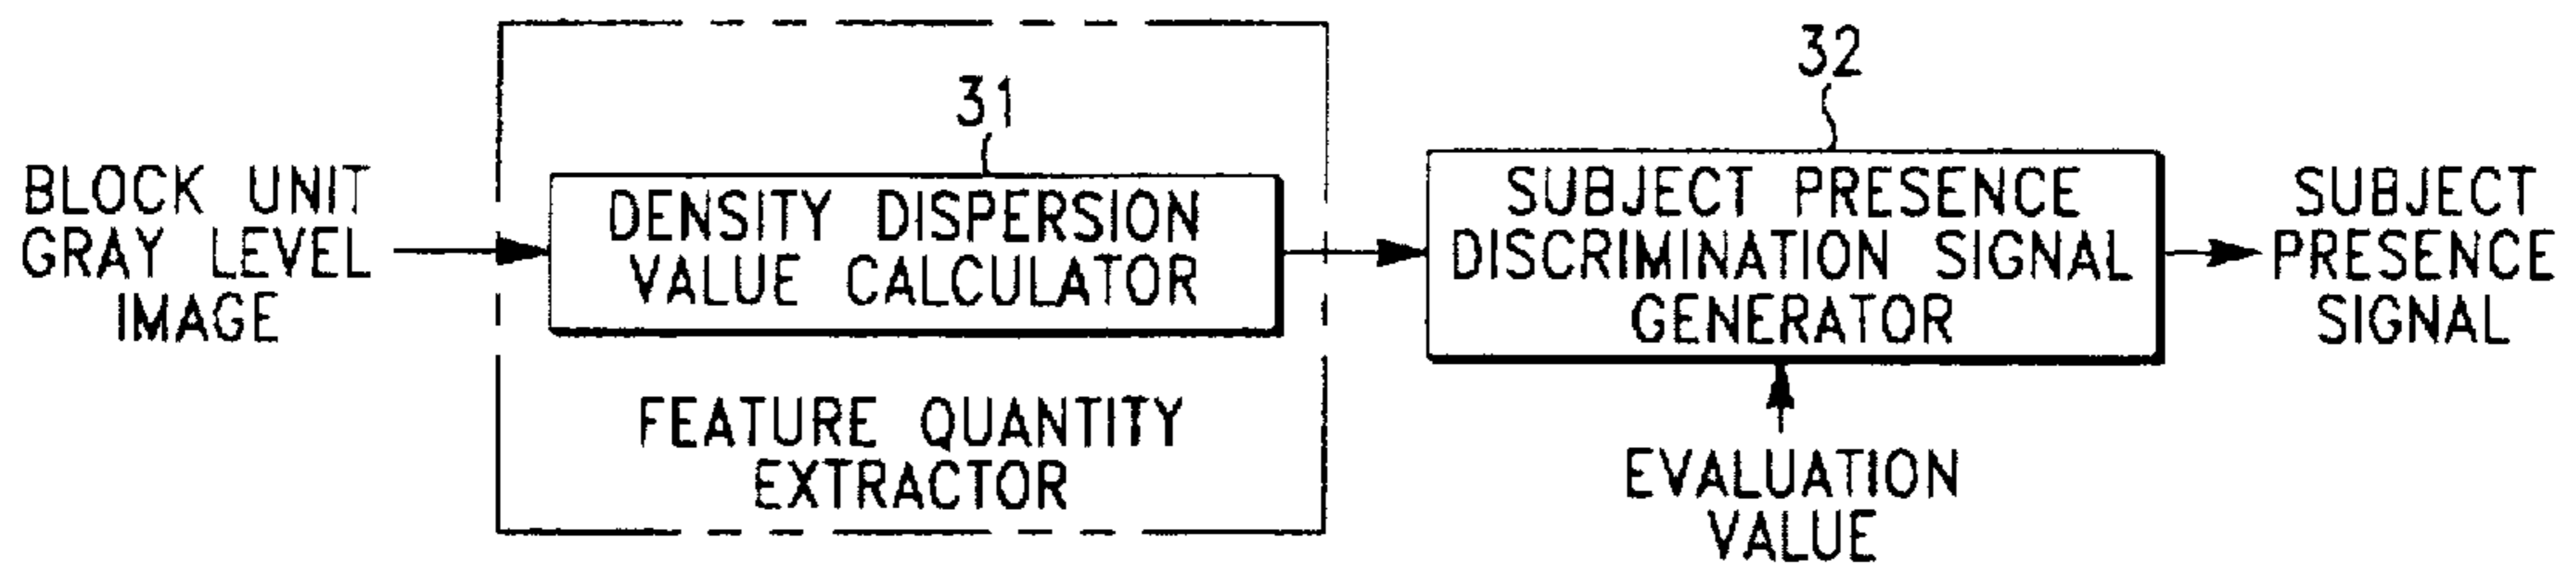 BLOCK UNIT
GRAY LEVEL
IMAGE
31
DENSITY DISPERSION
VALUE CALCULATOR
FEATURE QUANTITY
EXTRACTOR
32
SUBJECT PRESENCE
DISCRIMINATION SIGNAL
GENERATOR
EVALUATION
VALUE
SUBJECT
PRESENCE
SIGNAL